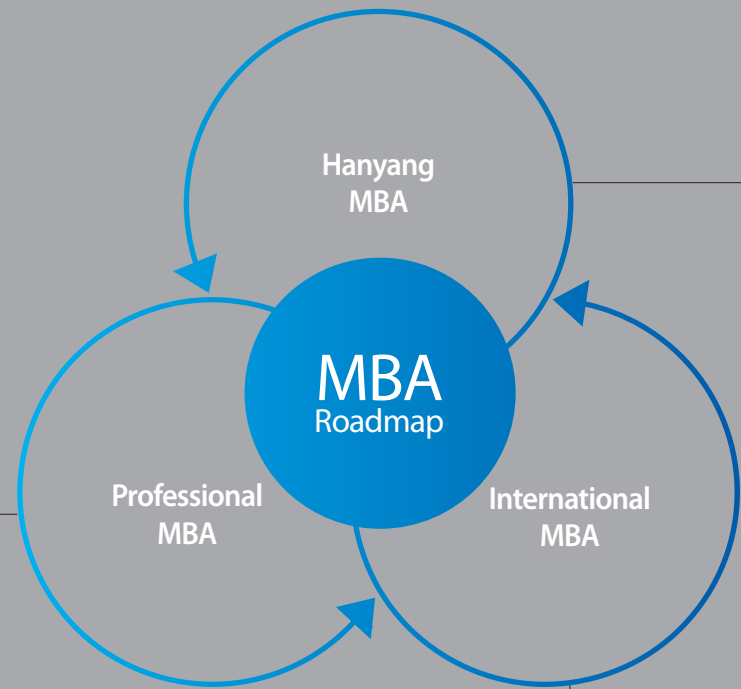 Hanyang
MBA
MBA
Roadmap
Professional
MBA
International
MBA